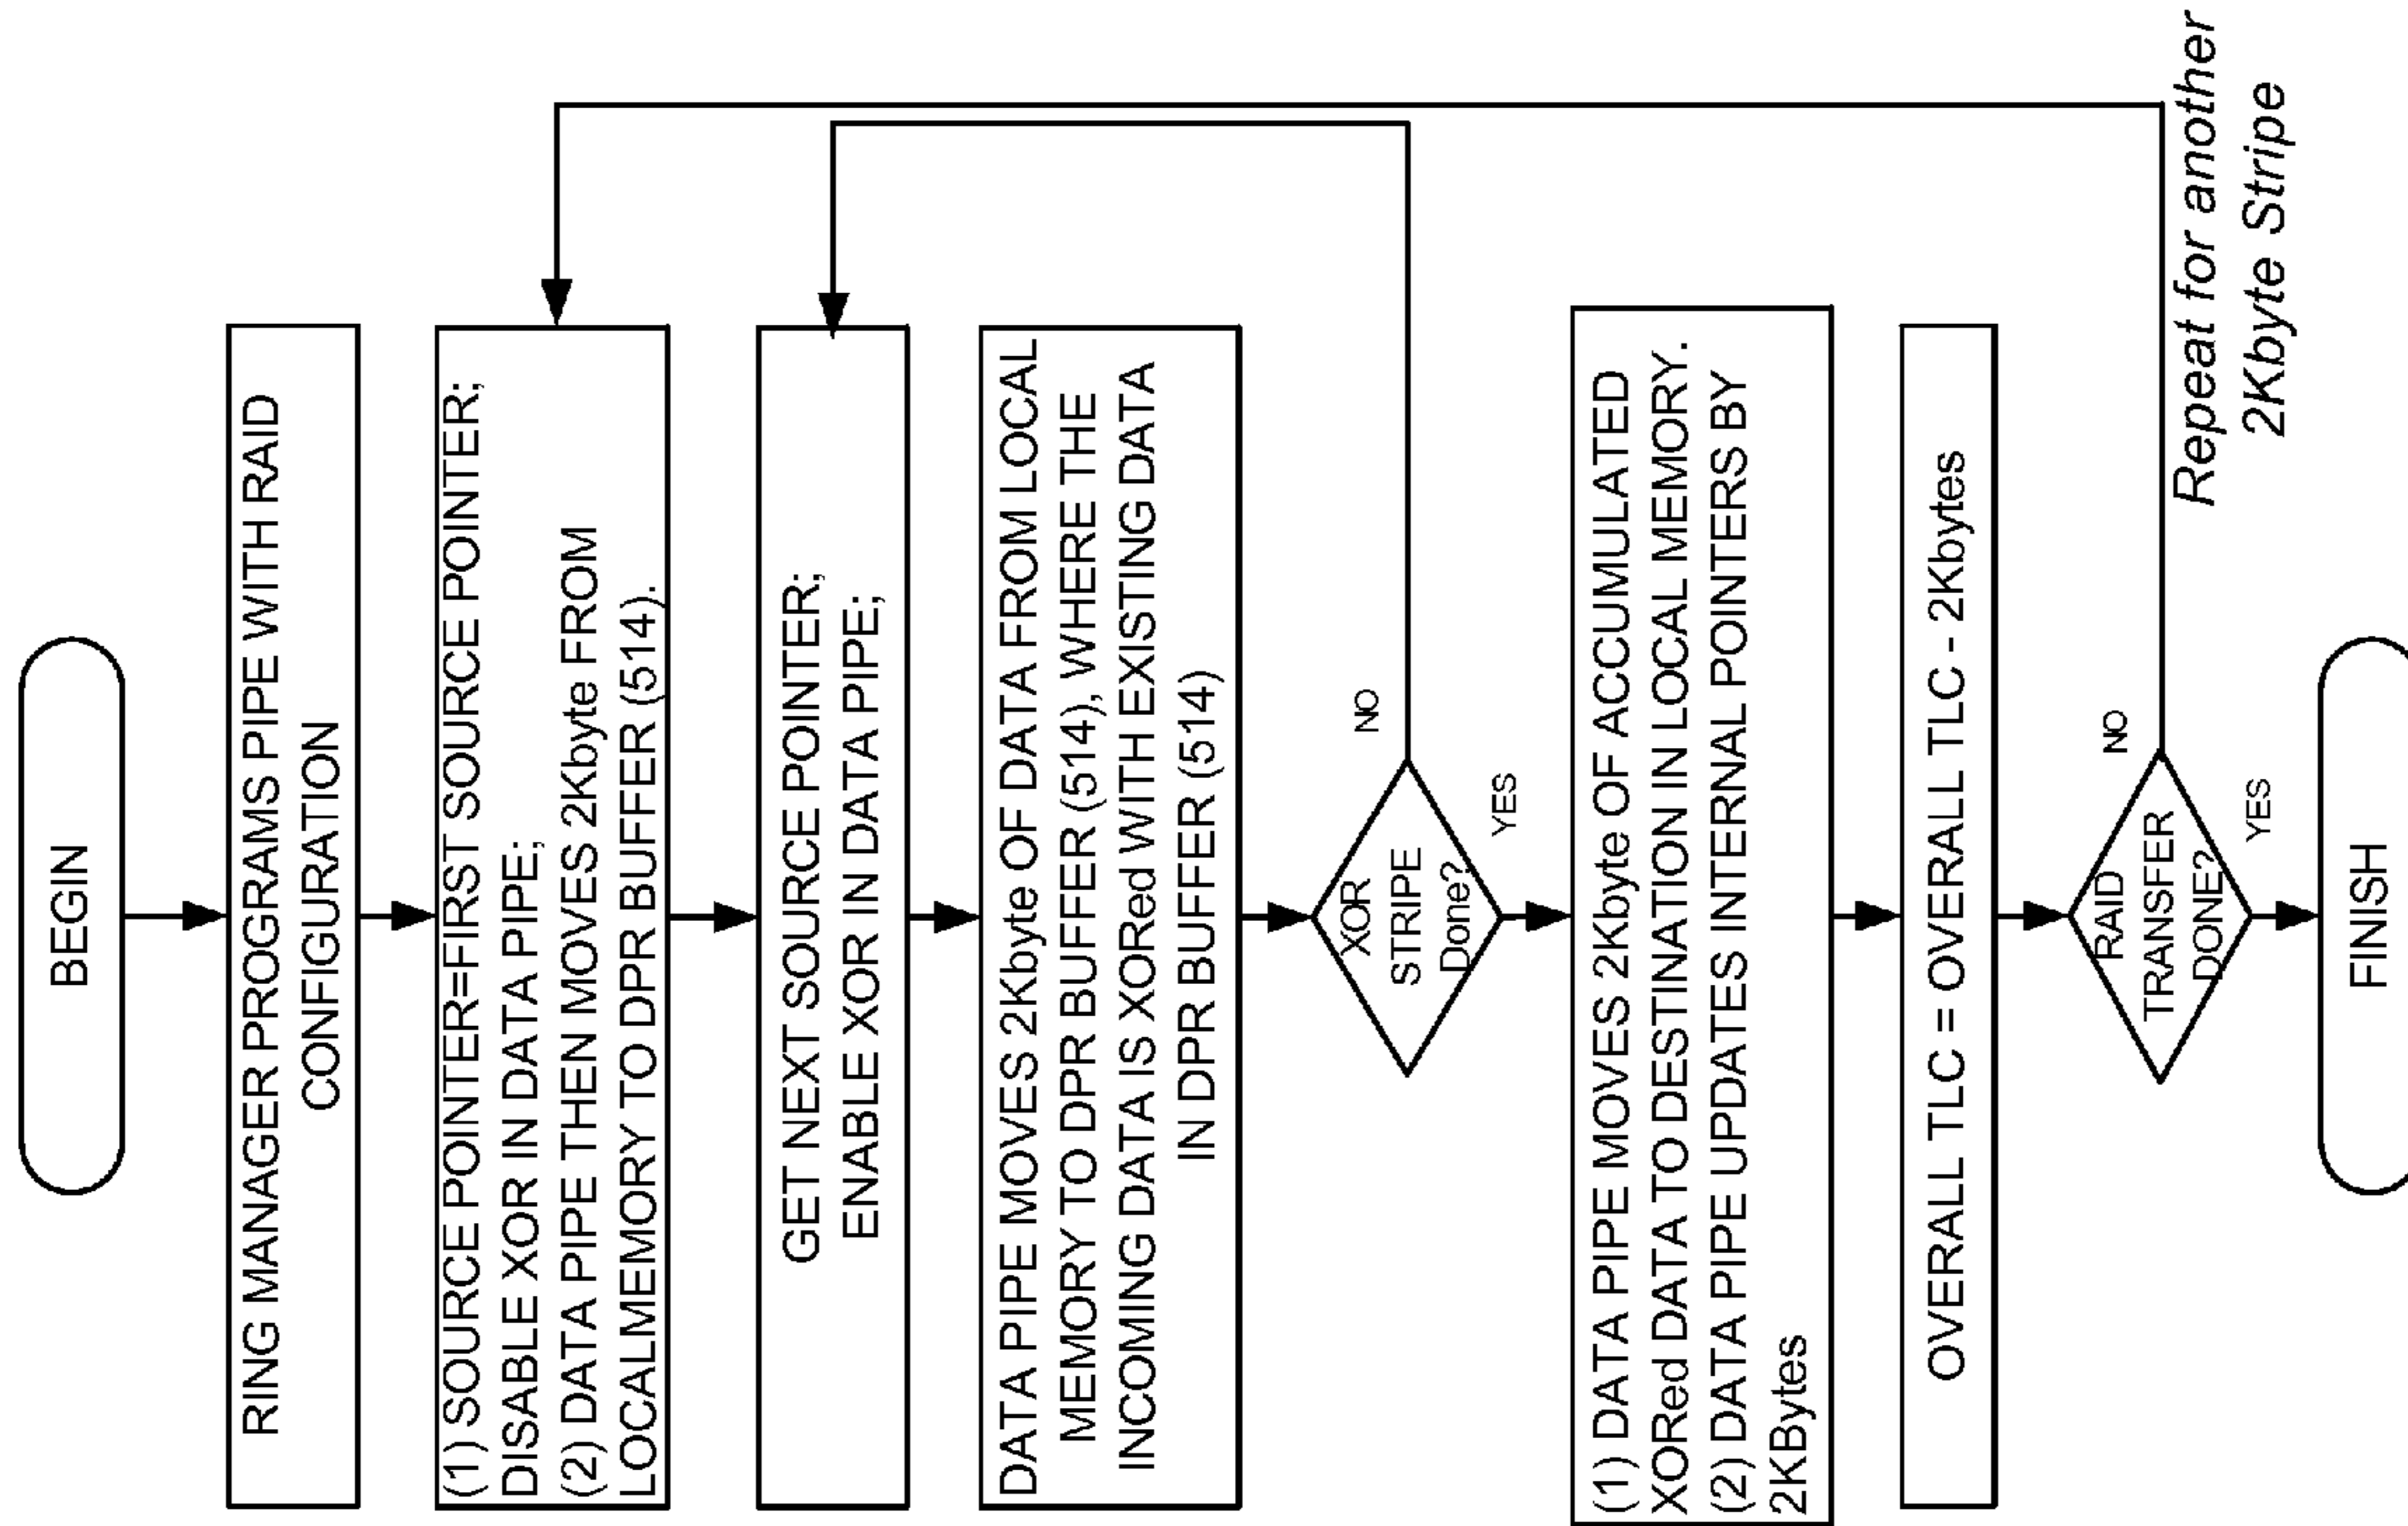 BEGIN
RING MANAGER PROGRAMS PIPE WITH RAID
CONFIGURATION
(1) SOURCE POINTER=FIRST SOURCE POINTER;
DISABLE XOR IN DATA PIPE;
(2) DATA PIPE THEN MOVES 2Kbyte FROM
LOCALMEMORY TO DPR BUFFER (514).
GET NEXT SOURCE POINTER;
ENABLE XOR IN DATA PIPE;
DATA PIPE MOVES 2Kbyte OF DATA FROM LOCAL
MEMORY TO DPR BUFFER (514), WHERE THE
INCOMING DATA IS XORed WITH EXISTING DATA
IN DPR BUFFER (514)
XOR
STRIPE
Done?
NO
YES
(1) DATA PIPE MOVES 2Kbyte OF ACCUMULATED
XORed DATA TO DESTINATION IN LOCAL MEMORY.
(2) DATA PIPE UPDATES INTERNAL POINTERS BY
2KBytes
OVERALL TLC = OVERALL TLC - 2Kbytes
RAID
TRANSFER
DONE?
NO
YES
Repeat for another
2Kbyte Stripe
FINISH